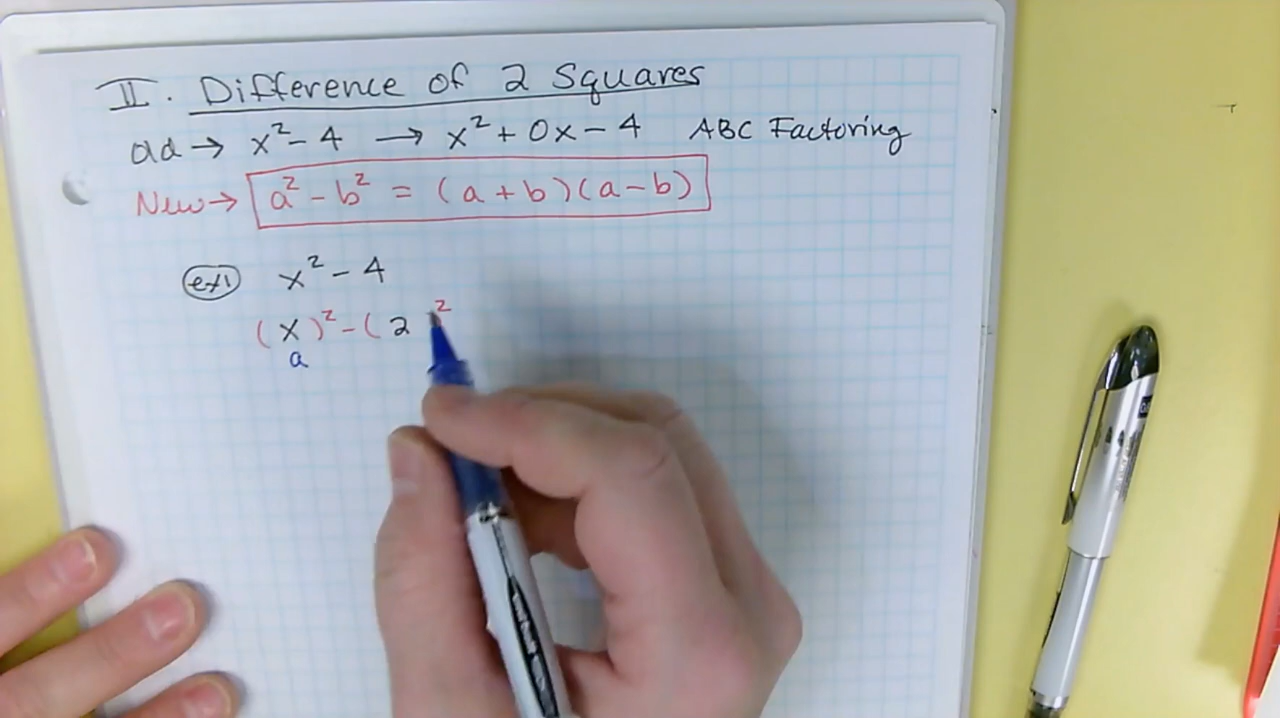 II. Difference of 2 Squares
old → x² - 4 → x² + 0x - 4 ABC Factoring
New → a² - b² = (a + b)(a - b)
ex1 x² - 4
(x)² - (2 ²
a